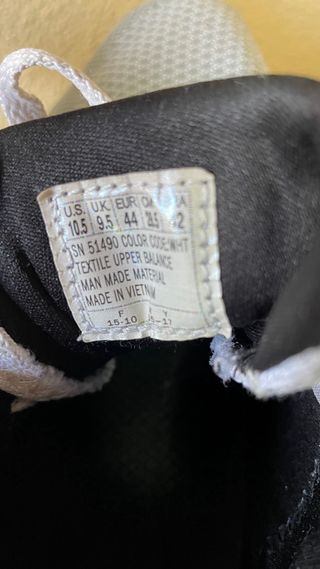 U.S. U.K. EUR
10.5 9.5 44
SN 51490 COLOR CODE:WHT
TEXTILE UPPER BALANCE
MAN MADE MATERIAL
MADE IN VIETNAM
F Y
15-10